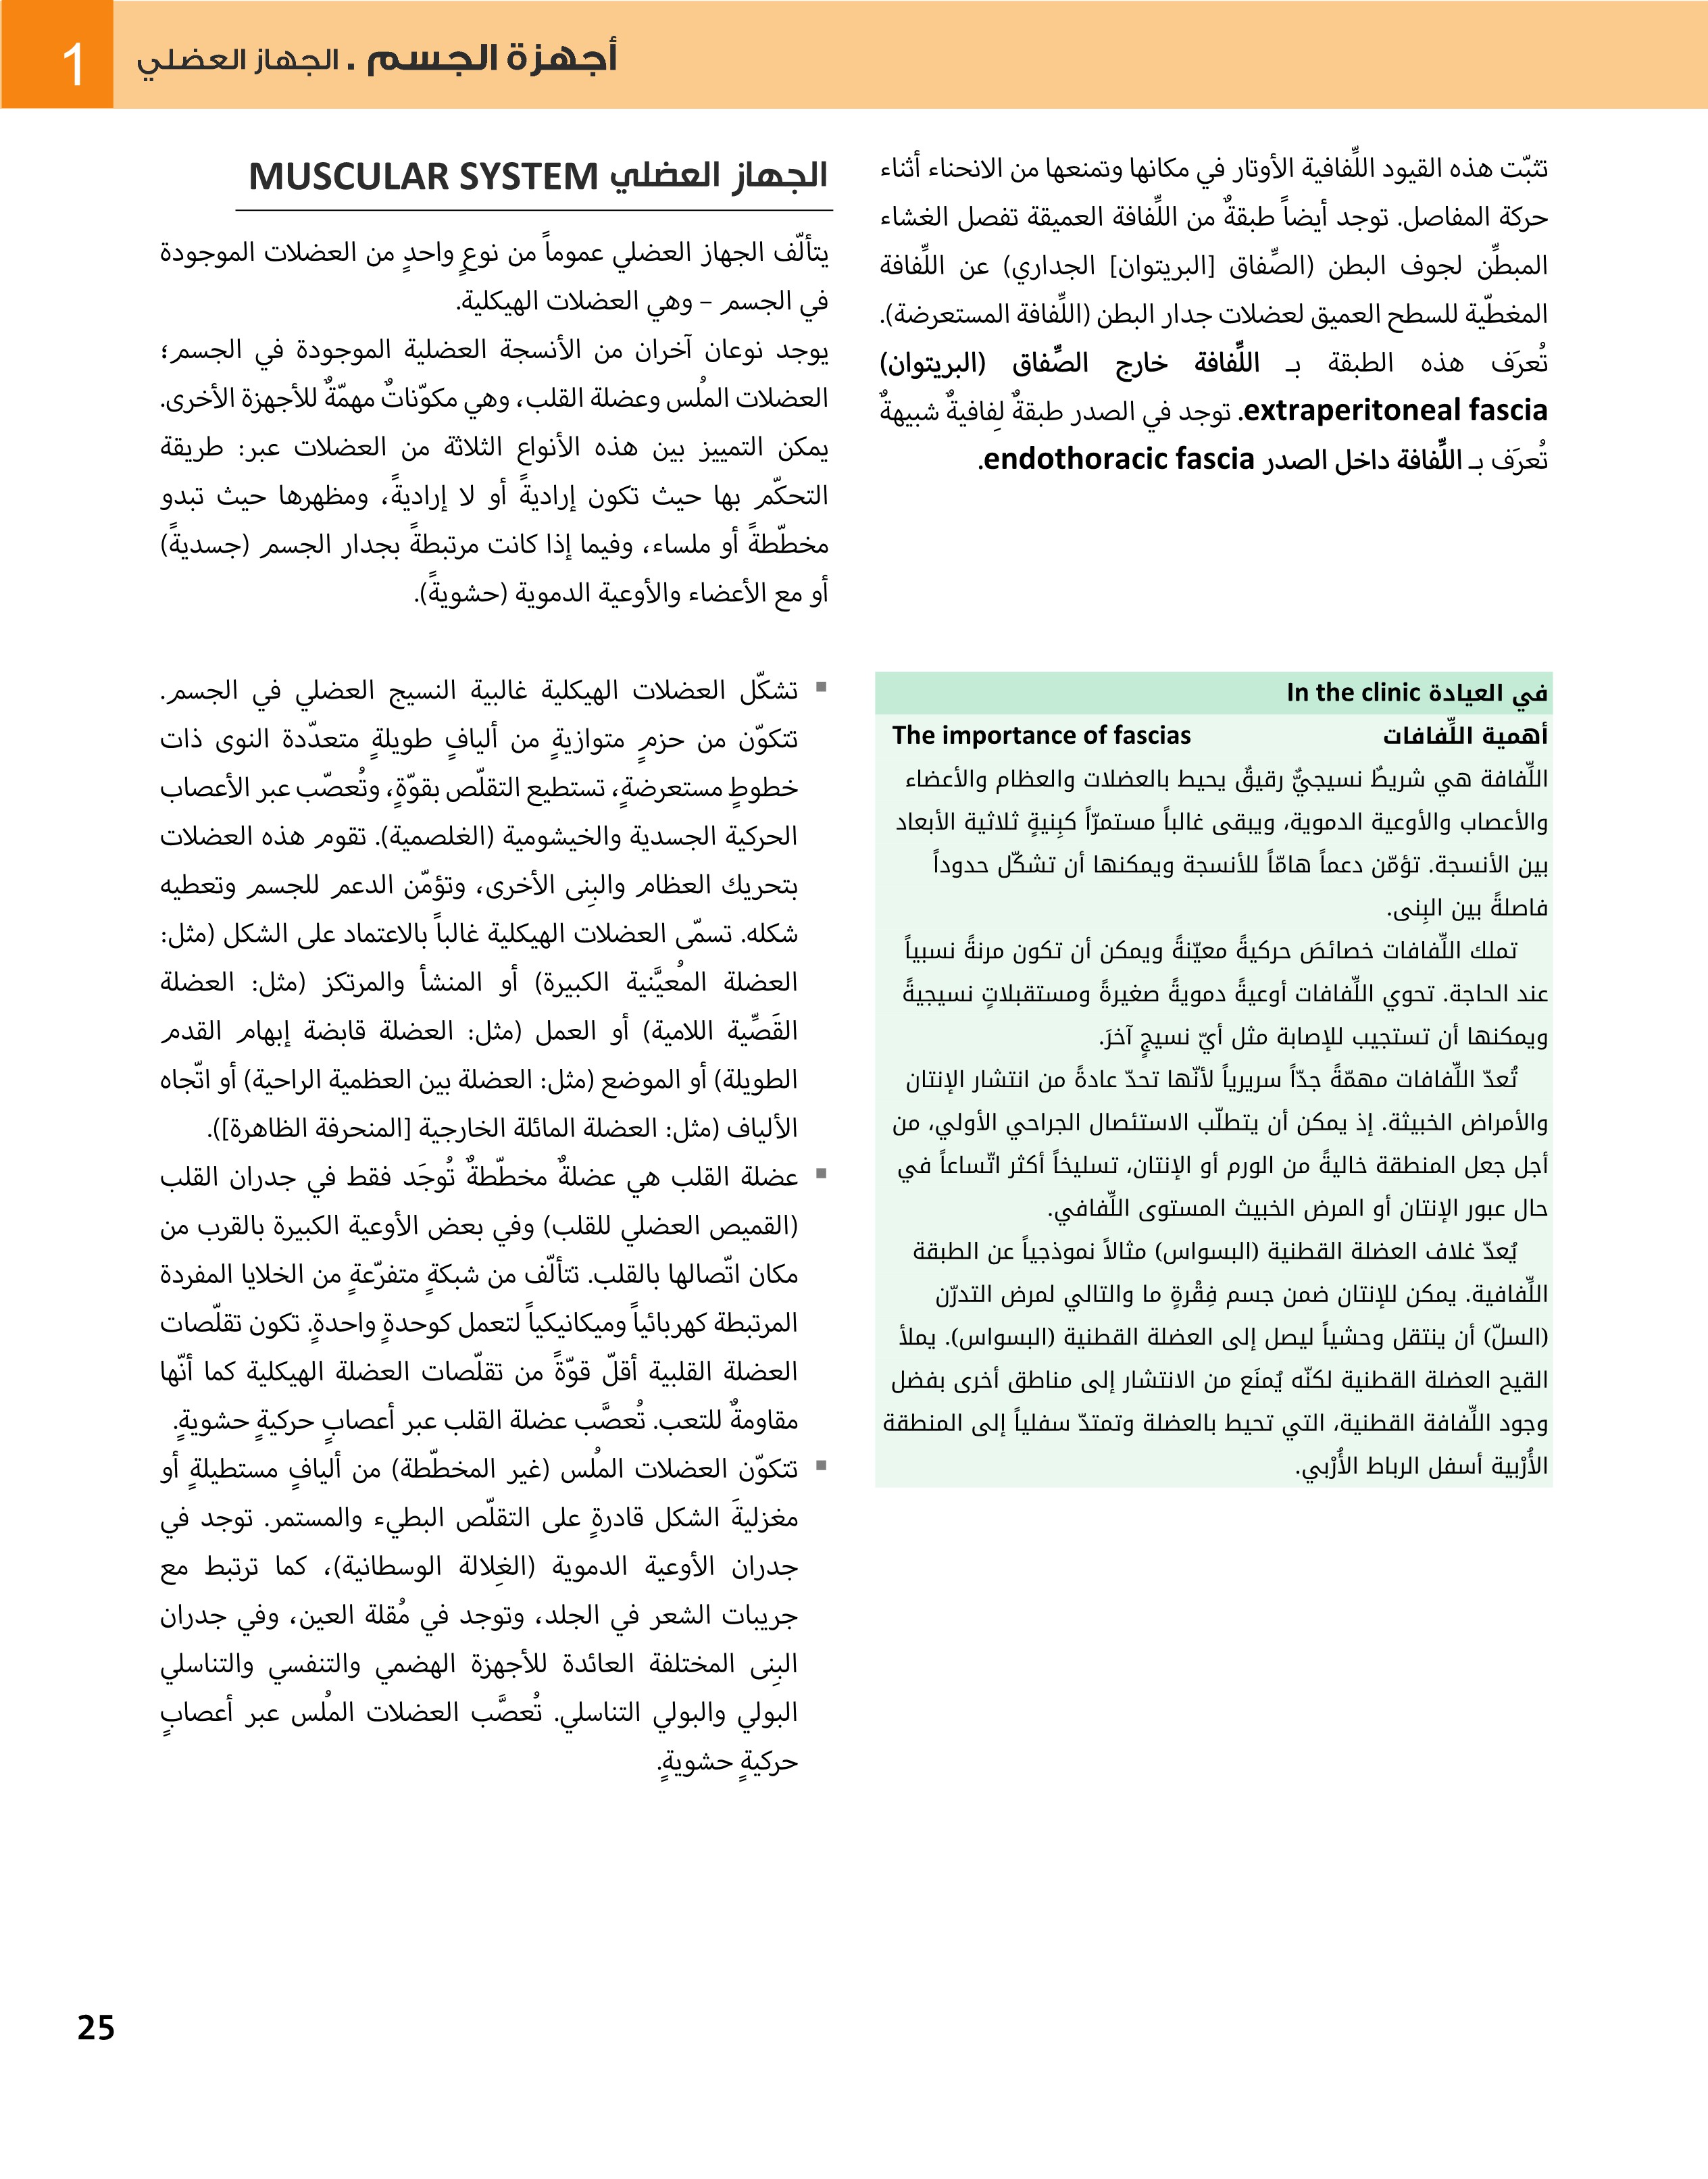 أجهزة الجسم . الجهاز العضلي
1
تثبّت هذه القيود اللِّفافية الأوتار في مكانها وتمنعها من الانحناء أثناء
حركة المفاصل. توجد أيضاً طبقةٌ من اللِّفافة العميقة تفصل الغشاء
المبطِّن لجوف البطن (الصِّفاق [البريتوان] الجداري) عن اللِّفافة
المغطّية للسطح العميق لعضلات جدار البطن (اللِّفافة المستعرضة).
تُعرَف هذه الطبقة بـ اللِّفافة خارج الصِّفاق (البريتوان)
extraperitoneal fascia. توجد في الصدر طبقةٌ لِفافيةٌ شبيهةٌ
تُعرَف بـ اللِّفافة داخل الصدر endothoracic fascia.
في العيادة In the clinic
أهمية اللِّفافات The importance of fascias
اللِّفافة هي شريطٌ نسيجيٌّ رقيقٌ يحيط بالعضلات والعظام والأعضاء
والأعصاب والأوعية الدموية، ويبقى غالباً مستمرّاً كبِنيةٍ ثلاثية الأبعاد
بين الأنسجة. تؤمّن دعماً هامّاً للأنسجة ويمكنها أن تشكّل حدوداً
فاصلةً بين البِنى.
تملك اللِّفافات خصائصَ حركيةً معيّنةً ويمكن أن تكون مرنةً نسبياً
عند الحاجة. تحوي اللِّفافات أوعيةً دمويةً صغيرةً ومستقبلاتٍ نسيجيةً
ويمكنها أن تستجيب للإصابة مثل أيّ نسيجٍ آخرَ.
تُعدّ اللِّفافات مهمّةً جدّاً سريرياً لأنّها تحدّ عادةً من انتشار الإنتان
والأمراض الخبيثة. إذ يمكن أن يتطلّب الاستئصال الجراحي الأولي، من
أجل جعل المنطقة خاليةً من الورم أو الإنتان، تسليخاً أكثر اتّساعاً في
حال عبور الإنتان أو المرض الخبيث المستوى اللِّفافي.
يُعدّ غلاف العضلة القطنية (البسواس) مثالاً نموذجياً عن الطبقة
اللِّفافية. يمكن للإنتان ضمن جسم فِقْرةٍ ما والتالي لمرض التدرّن
(السلّ) أن ينتقل وحشياً ليصل إلى العضلة القطنية (البسواس). يملأ
القيح العضلة القطنية لكنّه يُمنَع من الانتشار إلى مناطق أخرى بفضل
وجود اللِّفافة القطنية، التي تحيط بالعضلة وتمتدّ سفلياً إلى المنطقة
الأُرْبية أسفل الرباط الأُرْبي.
الجهاز العضلي MUSCULAR SYSTEM
يتألّف الجهاز العضلي عموماً من نوعٍ واحدٍ من العضلات الموجودة
في الجسم – وهي العضلات الهيكلية.
يوجد نوعان آخران من الأنسجة العضلية الموجودة في الجسم؛
العضلات المُلس وعضلة القلب، وهي مكوّناتٌ مهمّةٌ للأجهزة الأخرى.
يمكن التمييز بين هذه الأنواع الثلاثة من العضلات عبر: طريقة
التحكّم بها حيث تكون إراديةً أو لا إراديةً، ومظهرها حيث تبدو
مخطّطةً أو ملساء، وفيما إذا كانت مرتبطةً بجدار الجسم (جسديةً)
أو مع الأعضاء والأوعية الدموية (حشويةً).
▪ تشكّل العضلات الهيكلية غالبية النسيج العضلي في الجسم.
تتكوّن من حزمٍ متوازيةٍ من أليافٍ طويلةٍ متعدّدة النوى ذات
خطوطٍ مستعرضةٍ، تستطيع التقلّص بقوّةٍ، وتُعصّب عبر الأعصاب
الحركية الجسدية والخيشومية (الغلصمية). تقوم هذه العضلات
بتحريك العظام والبِنى الأخرى، وتؤمّن الدعم للجسم وتعطيه
شكله. تسمّى العضلات الهيكلية غالباً بالاعتماد على الشكل (مثل:
العضلة المُعيَّنية الكبيرة) أو المنشأ والمرتكز (مثل: العضلة
القَصِّية اللامية) أو العمل (مثل: العضلة قابضة إبهام القدم
الطويلة) أو الموضع (مثل: العضلة بين العظمية الراحية) أو اتّجاه
الألياف (مثل: العضلة المائلة الخارجية [المنحرفة الظاهرة]).
▪ عضلة القلب هي عضلةٌ مخطّطةٌ تُوجَد فقط في جدران القلب
(القميص العضلي للقلب) وفي بعض الأوعية الكبيرة بالقرب من
مكان اتّصالها بالقلب. تتألّف من شبكةٍ متفرّعةٍ من الخلايا المفردة
المرتبطة كهربائياً وميكانيكياً لتعمل كوحدةٍ واحدةٍ. تكون تقلّصات
العضلة القلبية أقلّ قوّةً من تقلّصات العضلة الهيكلية كما أنّها
مقاومةٌ للتعب. تُعصَّب عضلة القلب عبر أعصابٍ حركيةٍ حشويةٍ.
▪ تتكوّن العضلات المُلس (غير المخطّطة) من أليافٍ مستطيلةٍ أو
مغزليةَ الشكل قادرةٍ على التقلّص البطيء والمستمر. توجد في
جدران الأوعية الدموية (الغِلالة الوسطانية)، كما ترتبط مع
جريبات الشعر في الجلد، وتوجد في مُقلة العين، وفي جدران
البِنى المختلفة العائدة للأجهزة الهضمي والتنفسي والتناسلي
البولي والبولي التناسلي. تُعصَّب العضلات المُلس عبر أعصابٍ
حركيةٍ حشويةٍ.
25